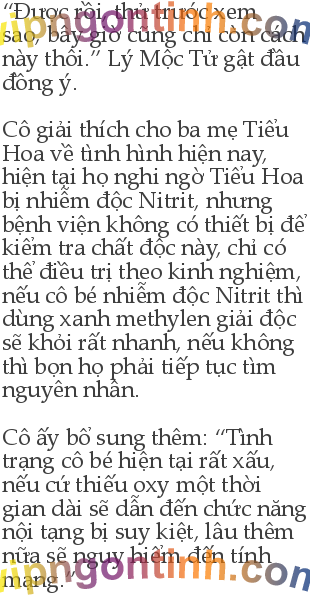 “Được rồi, thử trước xem
sao, bây giờ cũng chỉ còn cách
này thôi.” Lý Mộc Tử gật đầu
đồng ý.
Cô giải thích cho ba mẹ Tiểu
Hoa về tình hình hiện nay,
hiện tại họ nghi ngờ Tiểu Hoa
bị nhiễm độc Nitrit, nhưng
bệnh viện không có thiết bị để
kiểm tra chất độc này, chỉ có
thể điều trị theo kinh nghiệm,
nếu cô bé nhiễm độc Nitrit thì
dùng xanh methylen giải độc
sẽ khỏi rất nhanh, nếu không
thì bọn họ phải tiếp tục tìm
nguyên nhân.
Cô ấy bổ sung thêm: “Tình
trạng cô bé hiện tại rất xấu,
nếu cứ thiếu oxy một thời
gian dài sẽ dẫn đến chức năng
nội tạng bị suy kiệt, lâu thêm
nữa sẽ nguy hiểm đến tính
mạng.”